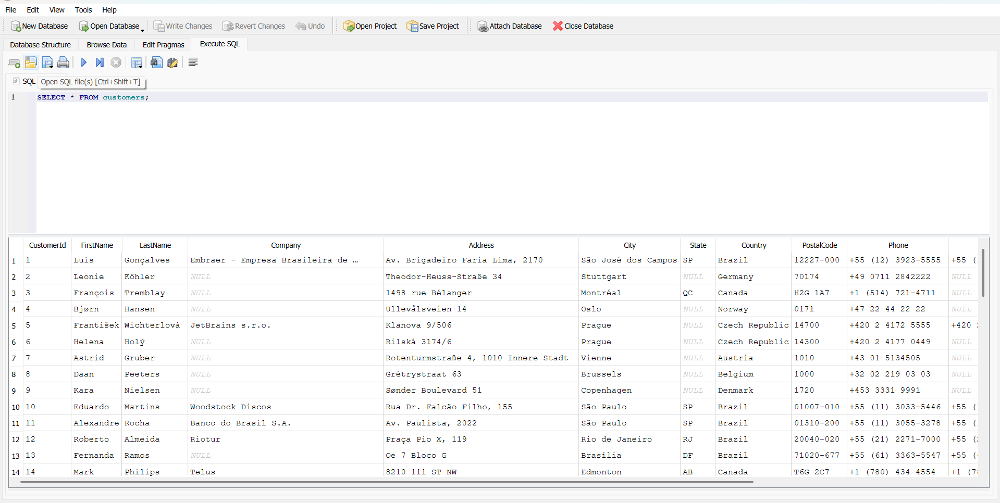 File Edit View Tools Help
New Database Open Database Write Changes Revert Changes Undo Open Project Save Project Attach Database Close Database
Database Structure Browse Data Edit Pragmas Execute SQL
SQL Open SQL file(s) [Ctrl+Shift+T]
1 SELECT * FROM customers;
CustomerId FirstName LastName Company Address City State Country PostalCode Phone
1 1 Luís Gonçalves Embraer - Empresa Brasileira de … Av. Brigadeiro Faria Lima, 2170 São José dos Campos SP Brazil 12227-000 +55 (12) 3923-5555 +55 (
2 2 Leonie Köhler NULL Theodor-Heuss-Straße 34 Stuttgart NULL Germany 70174 +49 0711 2842222 NULL
3 3 François Tremblay NULL 1498 rue Bélanger Montréal QC Canada H2G 1A7 +1 (514) 721-4711 NULL
4 4 Bjørn Hansen NULL Ullevålsveien 14 Oslo NULL Norway 0171 +47 22 44 22 22 NULL
5 5 František Wichterlová JetBrains s.r.o. Klanova 9/506 Prague NULL Czech Republic 14700 +420 2 4172 5555 +420
6 6 Helena Holý NULL Rilská 3174/6 Prague NULL Czech Republic 14300 +420 2 4177 0449 NULL
7 7 Astrid Gruber NULL Rotenturmstraße 4, 1010 Innere Stadt Vienne NULL Austria 1010 +43 01 5134505 NULL
8 8 Daan Peeters NULL Grétrystraat 63 Brussels NULL Belgium 1000 +32 02 219 03 03 NULL
9 9 Kara Nielsen NULL Sønder Boulevard 51 Copenhagen NULL Denmark 1720 +453 3331 9991 NULL
10 10 Eduardo Martins Woodstock Discos Rua Dr. Falcão Filho, 155 São Paulo SP Brazil 01007-010 +55 (11) 3033-5446 +55 (
11 11 Alexandre Rocha Banco do Brasil S.A. Av. Paulista, 2022 São Paulo SP Brazil 01310-200 +55 (11) 3055-3278 +55 (
12 12 Roberto Almeida Riotur Praça Pio X, 119 Rio de Janeiro RJ Brazil 20040-020 +55 (21) 2271-7000 +55 (
13 13 Fernanda Ramos NULL Qe 7 Bloco G Brasília DF Brazil 71020-677 +55 (61) 3363-5547 +55 (
14 14 Mark Philips Telus 8210 111 ST NW Edmonton AB Canada T6G 2C7 +1 (780) 434-4554 +1 (7